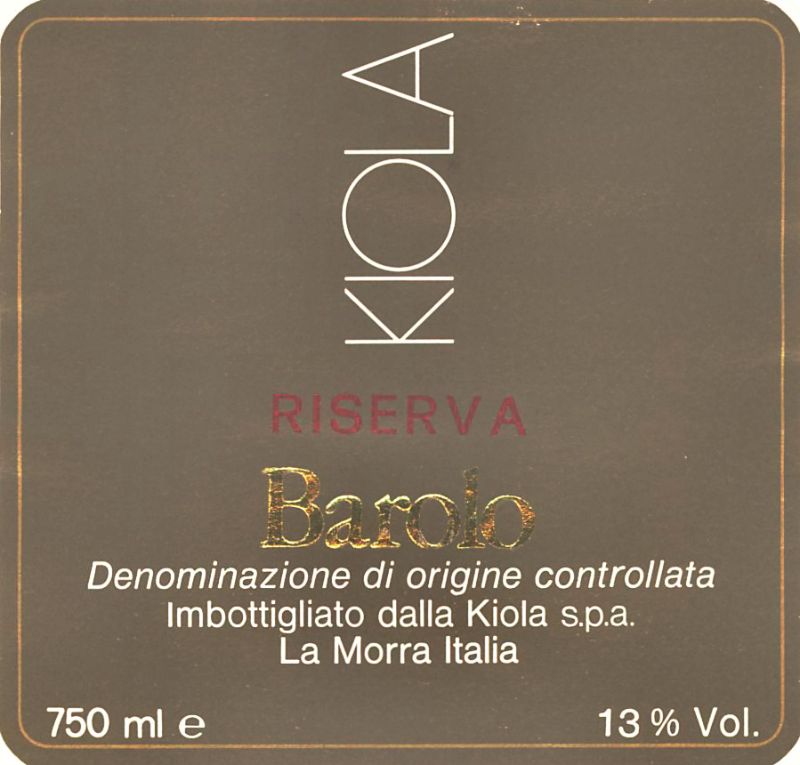 KIOLA
RISERVA
Barolo
Denominazione di origine controllata
Imbottigliato dalla Kiola s.p.a.
La Morra Italia
750 ml e
13% Vol.